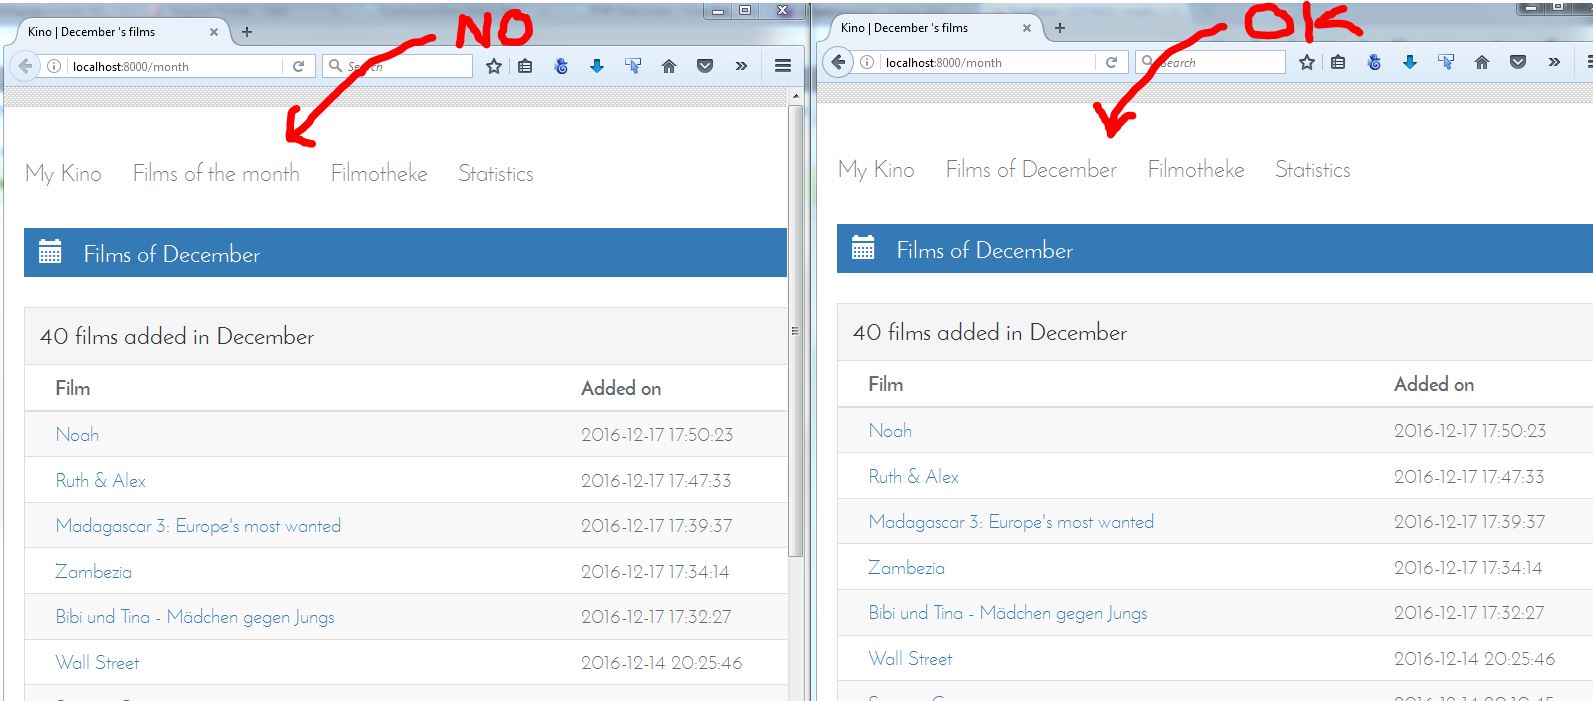 NO
Kino | December 's films
localhost:8000/month
Search
My Kino Films of the month Filmotheke Statistics
Films of December
40 films added in December
Film Added on
Noah 2016-12-17 17:50:23
Ruth & Alex 2016-12-17 17:47:33
Madagascar 3: Europe's most wanted 2016-12-17 17:39:37
Zambezia 2016-12-17 17:34:14
Bibi und Tina - Mädchen gegen Jungs 2016-12-17 17:32:27
Wall Street 2016-12-14 20:25:46
OK
Kino | December 's films
localhost:8000/month
Search
My Kino Films of December Filmotheke Statistics
Films of December
40 films added in December
Film Added on
Noah 2016-12-17 17:50:23
Ruth & Alex 2016-12-17 17:47:33
Madagascar 3: Europe's most wanted 2016-12-17 17:39:37
Zambezia 2016-12-17 17:34:14
Bibi und Tina - Mädchen gegen Jungs 2016-12-17 17:32:27
Wall Street 2016-12-14 20:25:46